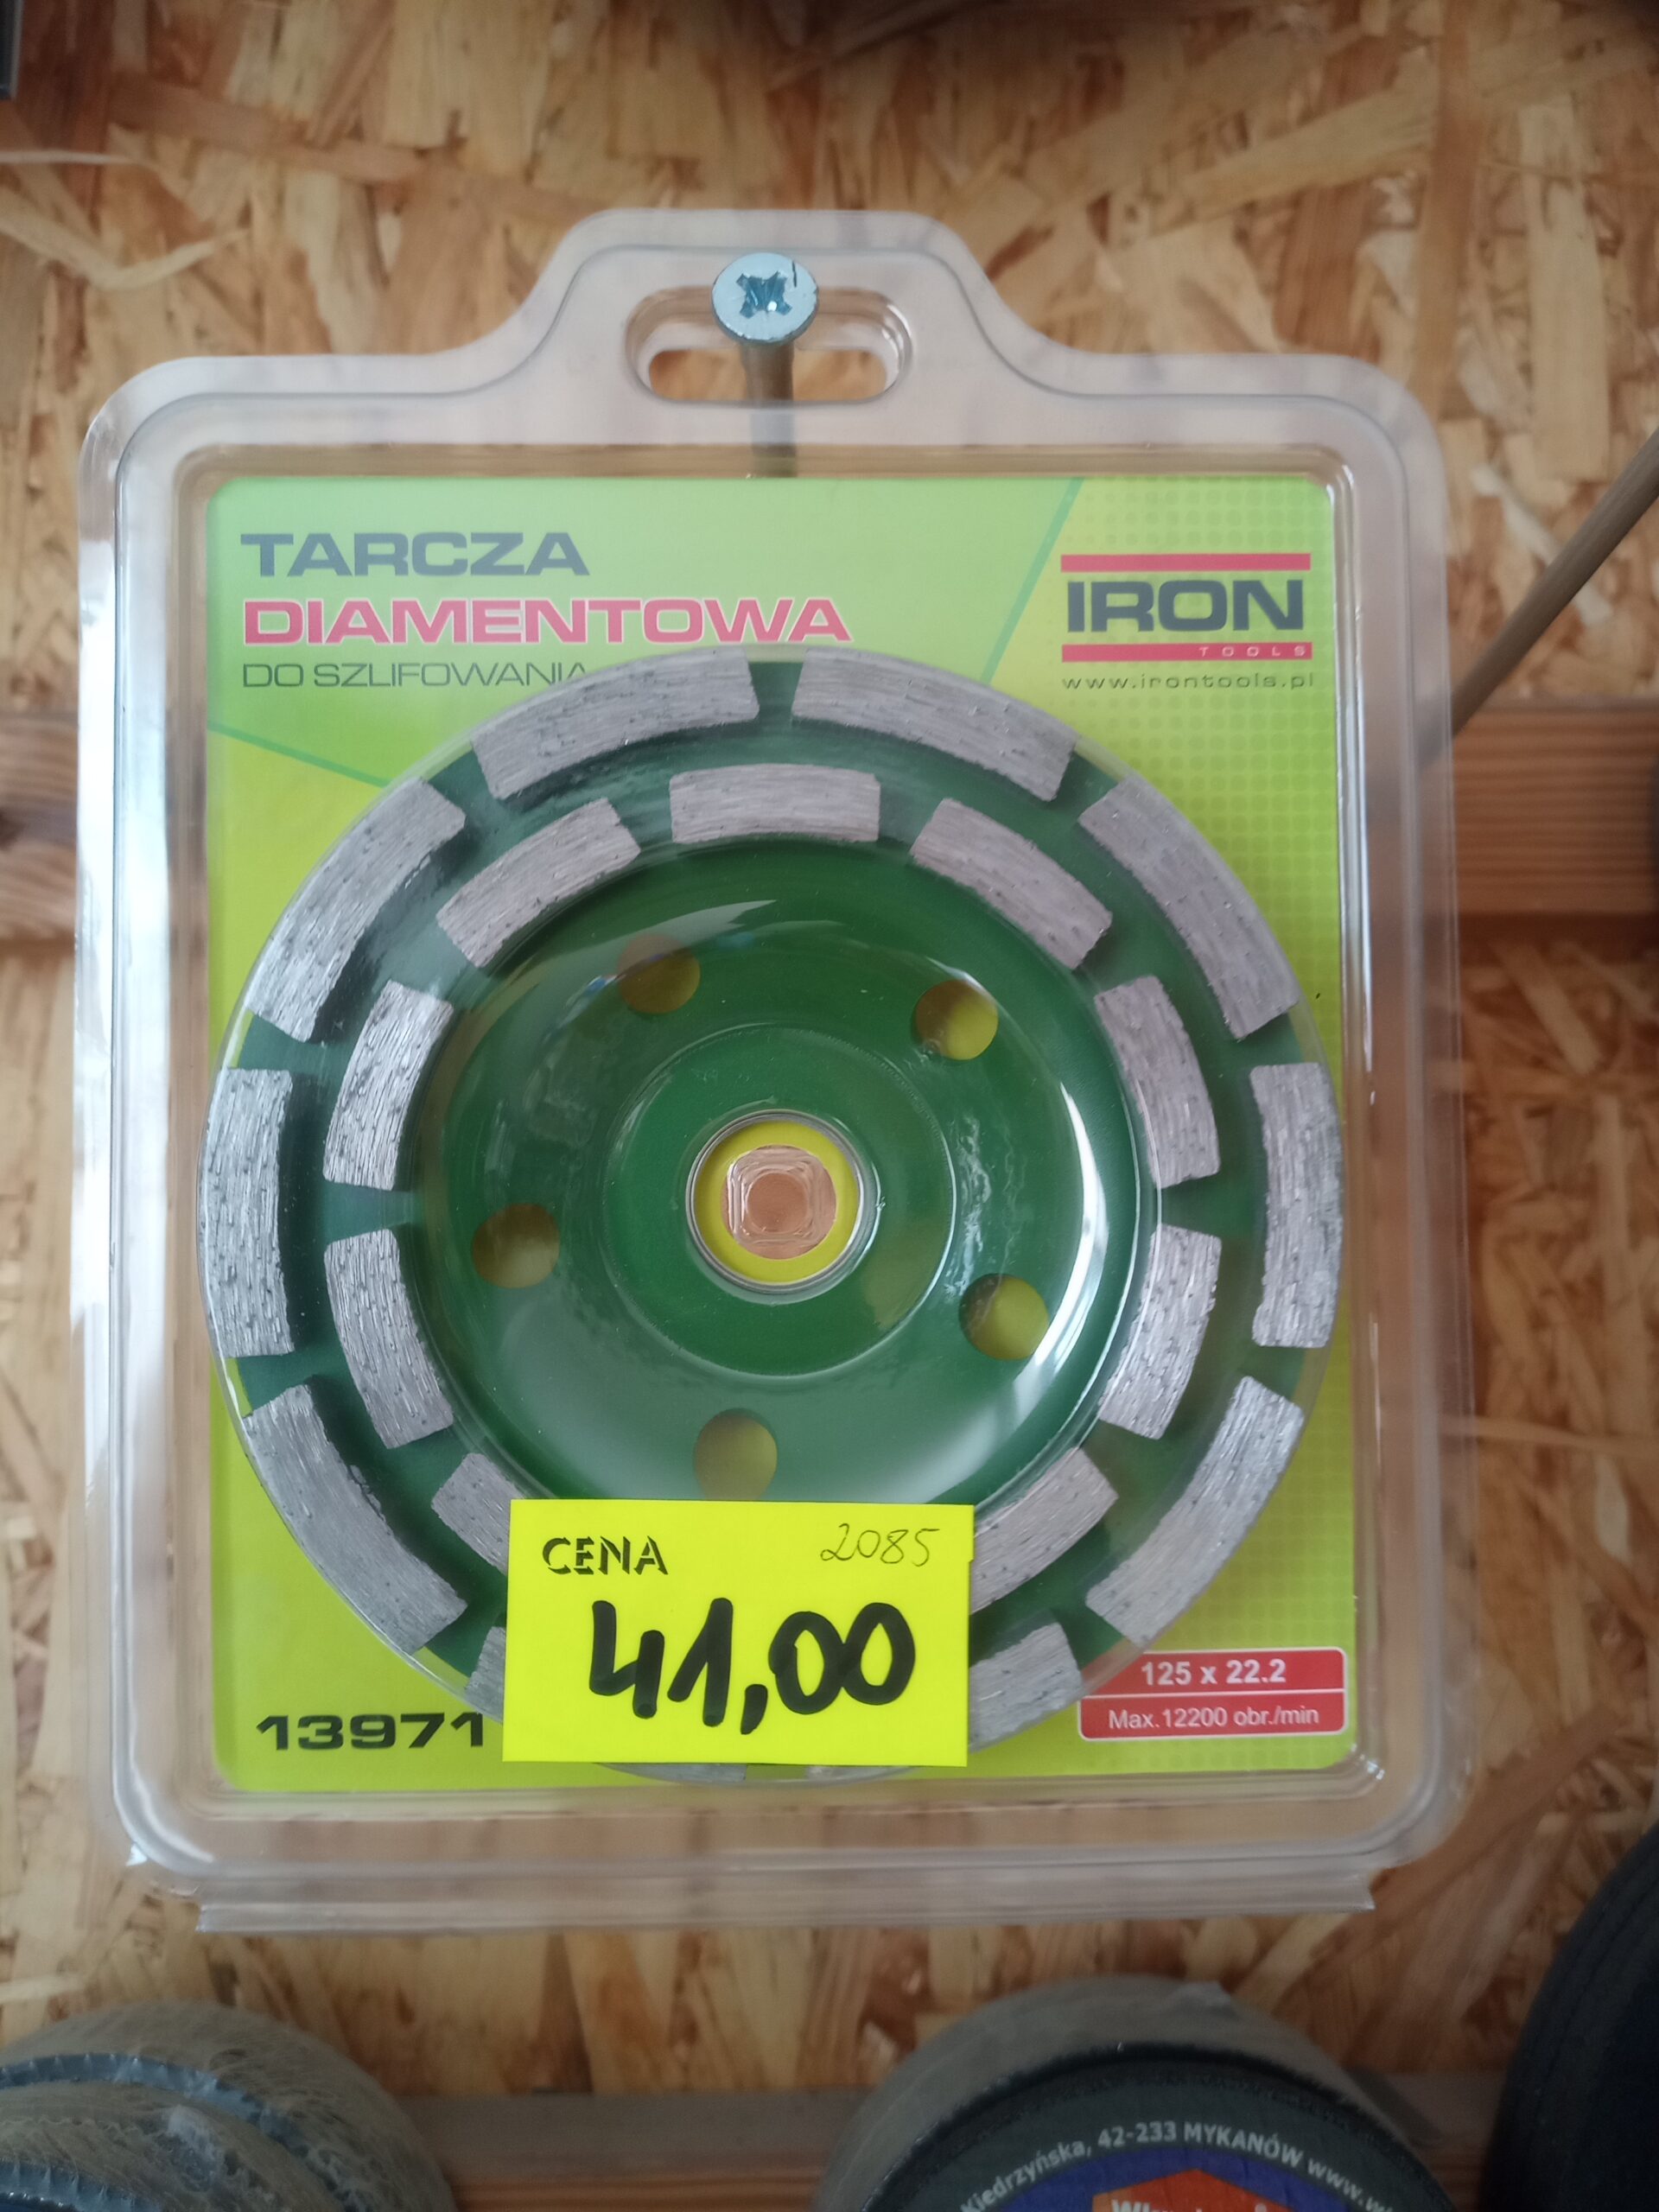 TARCZA
DIAMENTOWA
DO SZLIFOWANIA
IRON
TOOLS
www.irontools.pl
CENA 2085
41,00
13971
125 x 22.2
Max.12200 obr./min
42-233 MYKANÓW